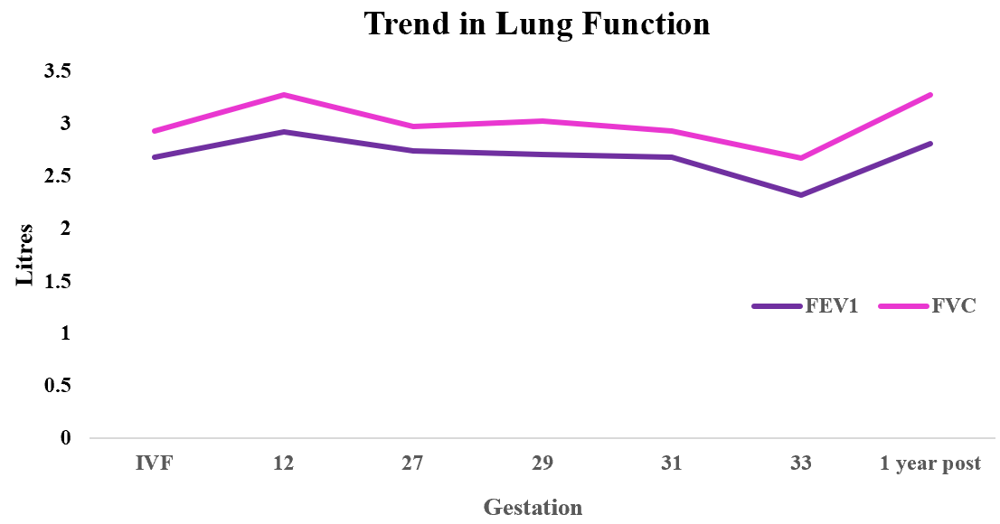 Trend in Lung Function
3.5
3
2.5
2
1.5
1
0.5
0
Litres
FEV1 FVC
IVF 12 27 29 31 33 1 year post
Gestation